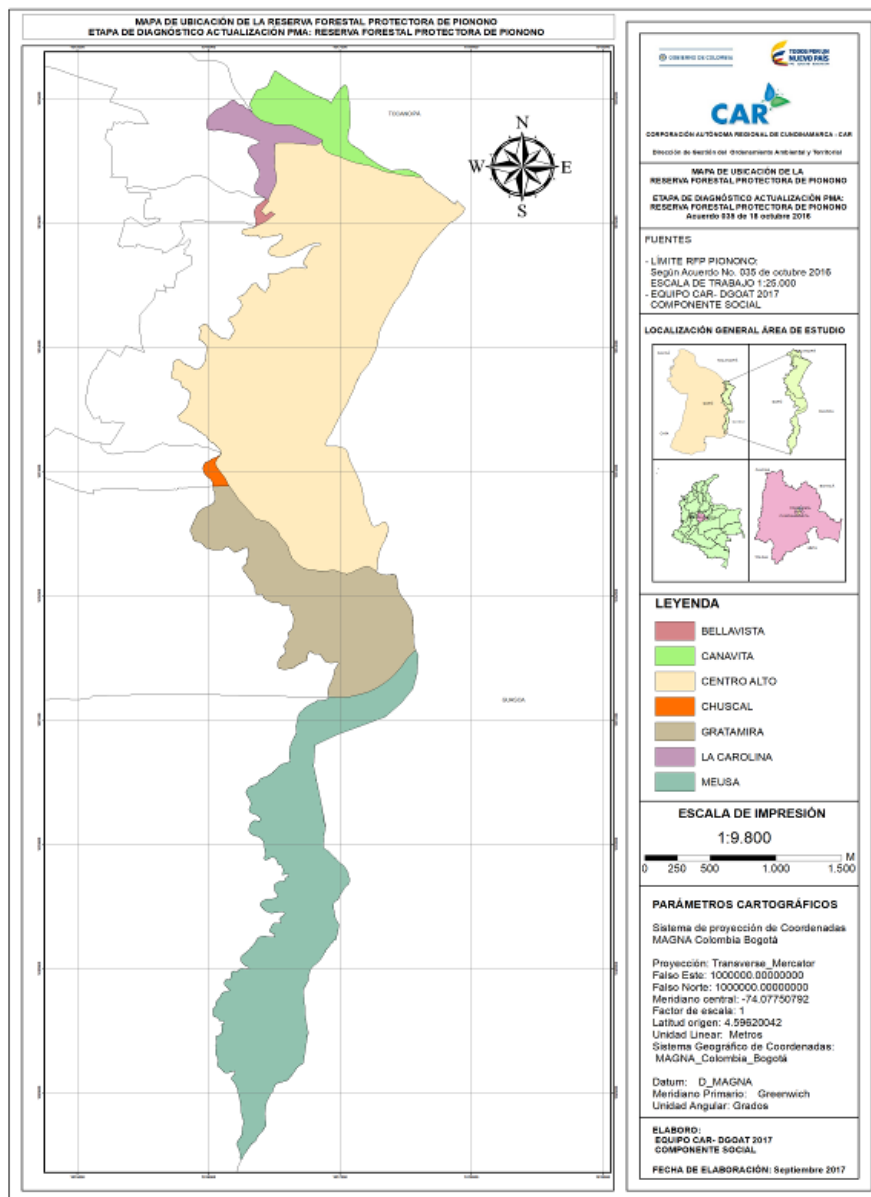 MAPA DE UBICACIÓN DE LA RESERVA FORESTAL PROTECTORA DE PIONONO
ETAPA DE DIAGNÓSTICO ACTUALIZACIÓN PMA: RESERVA FORESTAL PROTECTORA DE PIONONO
TOCANCIPÁ
N
W E
S
GOBIERNO DE COLOMBIA
TODOS POR UN
NUEVO PAÍS
CAR
CORPORACIÓN AUTÓNOMA REGIONAL DE CUNDINAMARCA - CAR
Dirección de Gestión del Ordenamiento Ambiental y Territorial
MAPA DE UBICACIÓN DE LA
RESERVA FORESTAL PROTECTORA DE PIONONO
ETAPA DE DIAGNÓSTICO ACTUALIZACIÓN PMA:
RESERVA FORESTAL PROTECTORA DE PIONONO
Acuerdo 038 de 18 octubre 2016
FUENTES
- LÍMITE RFP PIONONO:
Según Acuerdo No. 035 de octubre 2016
ESCALA DE TRABAJO 1:25.000
- EQUIPO CAR- DGOAT 2017
COMPONENTE SOCIAL
LOCALIZACIÓN GENERAL ÁREA DE ESTUDIO
LEYENDA
BELLAVISTA
CANAVITA
CENTRO ALTO
CHUSCAL
GRATAMIRA
LA CAROLINA
MEUSA
ESCALA DE IMPRESIÓN
1:9.800
M
0 250 500 1.000 1.500
PARÁMETROS CARTOGRÁFICOS
Sistema de proyección de Coordenadas
MAGNA Colombia Bogotá
Proyección: Transverse_Mercator
Falso Este: 1000000.00000000
Falso Norte: 1000000.00000000
Meridiano central: -74.07750792
Factor de escala: 1
Latitud origen: 4.59620042
Unidad Linear: Metros
Sistema Geográfico de Coordenadas:
MAGNA_Colombia_Bogotá
Datum: D_MAGNA
Meridiano Primario: Greenwich
Unidad Angular: Grados
ELABORO:
EQUIPO CAR- DGOAT 2017
COMPONENTE SOCIAL
FECHA DE ELABORACIÓN: Septiembre 2017